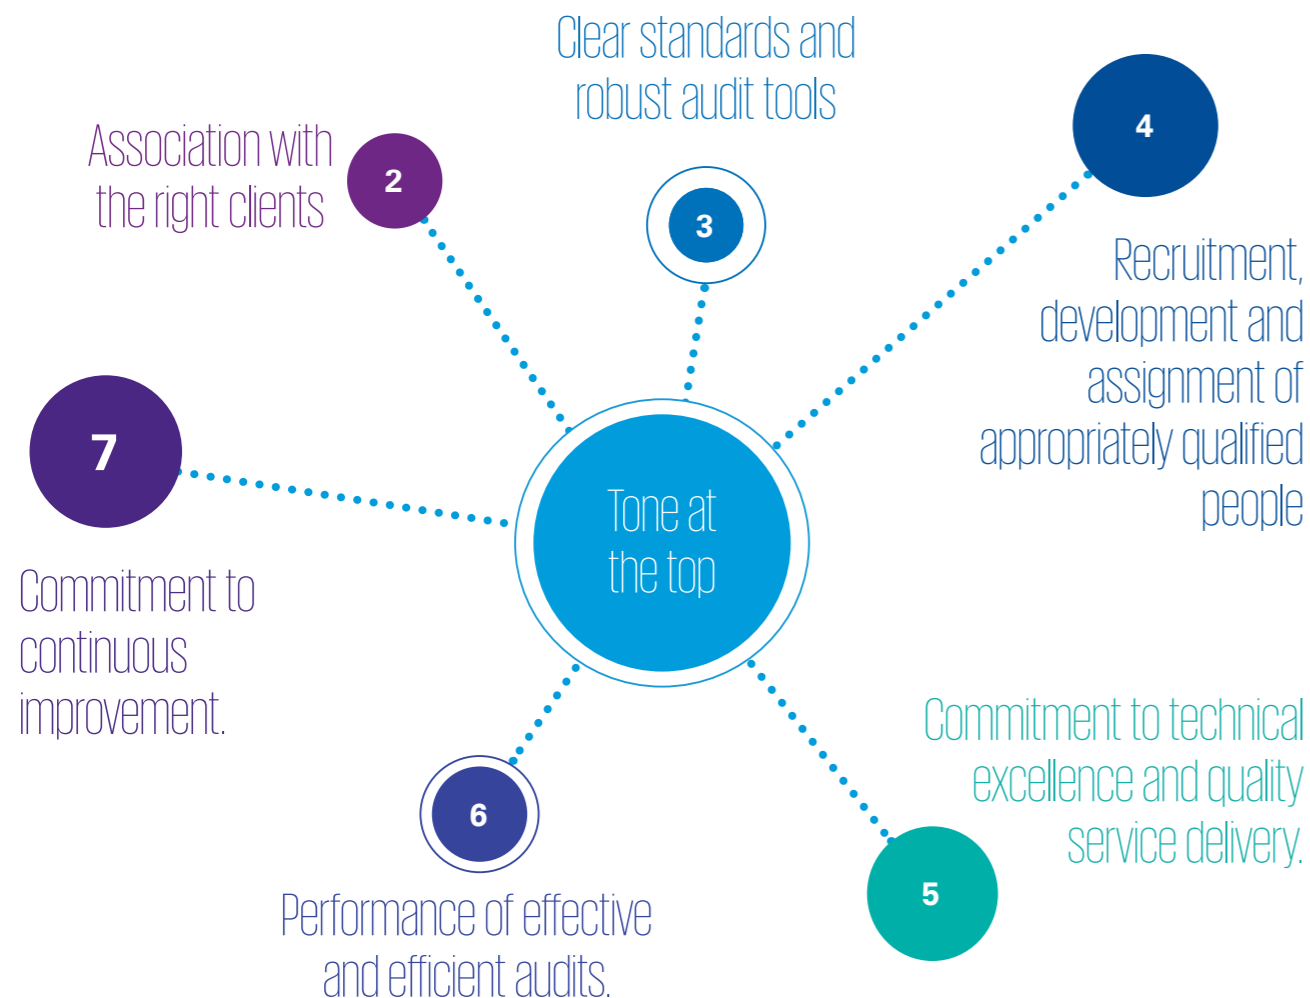 Tone at
the top
2
Association with
the right clients
3
Clear standards and
robust audit tools
4
Recruitment,
development and
assignment of
appropriately qualified
people
5
Commitment to technical
excellence and quality
service delivery.
6
Performance of effective
and efficient audits.
7
Commitment to
continuous
improvement.